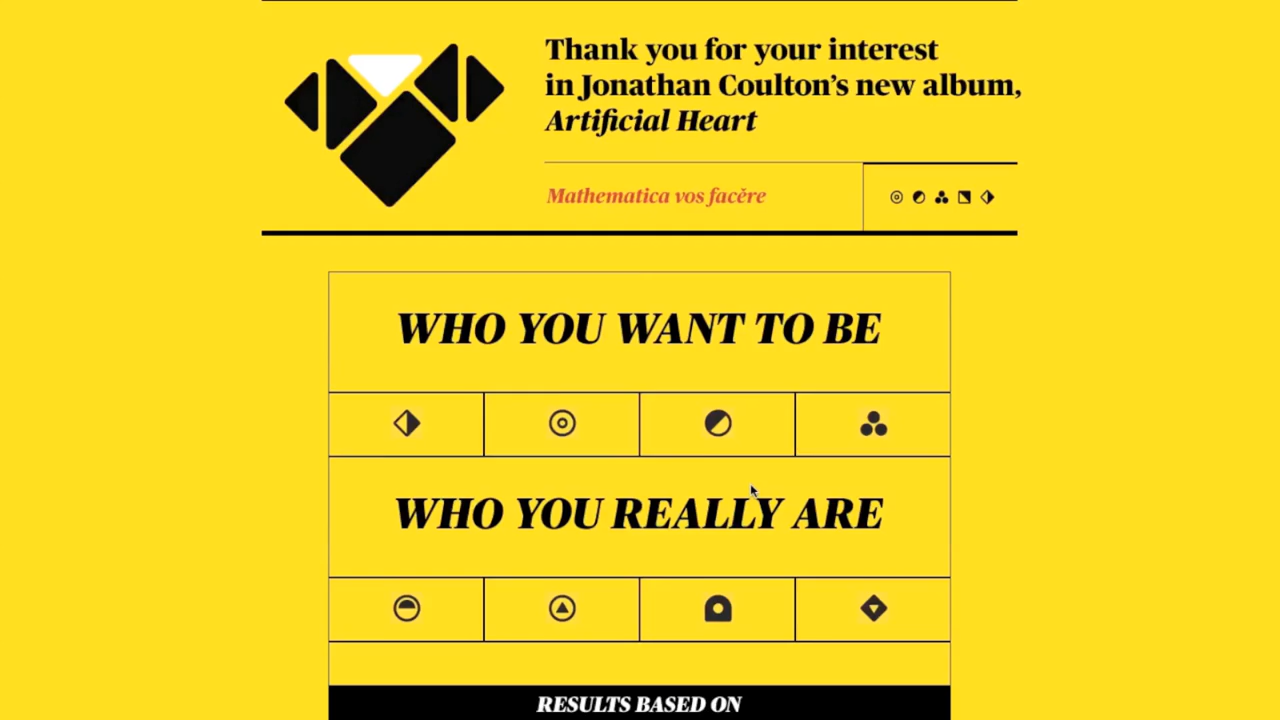 Thank you for your interest
in Jonathan Coulton’s new album,
Artificial Heart
Mathematica vos facĕre
WHO YOU WANT TO BE
WHO YOU REALLY ARE
RESULTS BASED ON